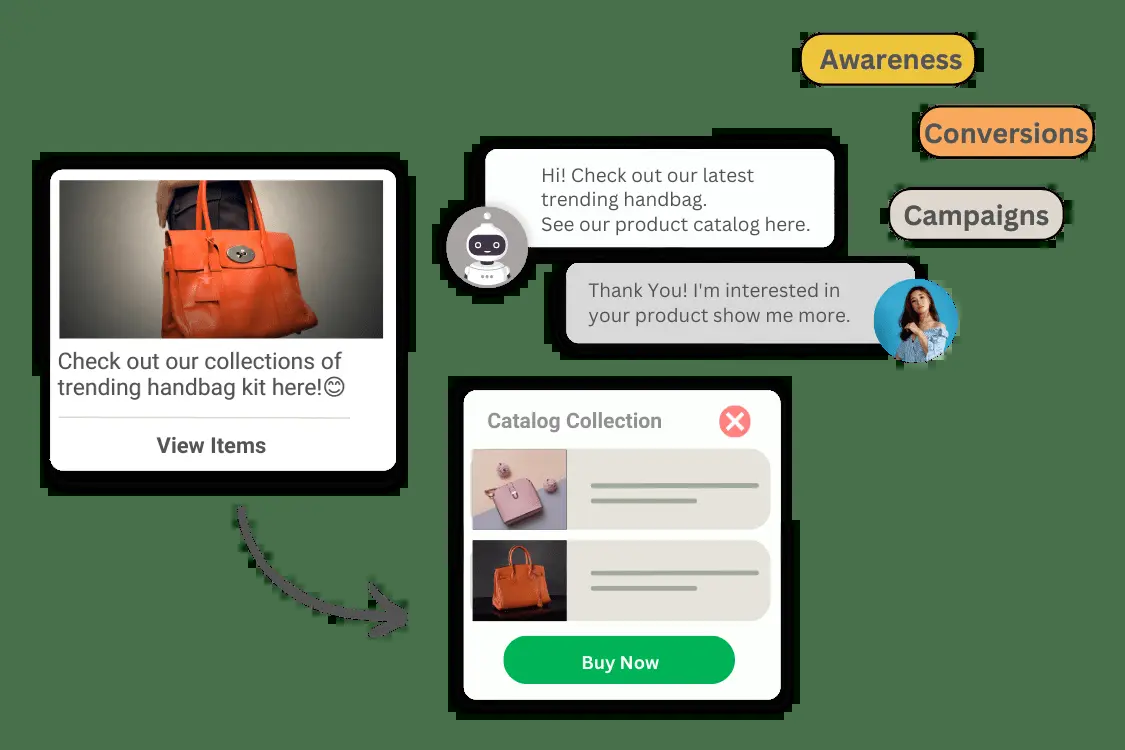 Awareness
Conversions
Campaigns
Hi! Check out our latest
trending handbag.
See our product catalog here.
Thank You! I'm interested in
your product show me more.
Check out our collections of
trending handbag kit here!😊
View Items
Catalog Collection
Buy Now